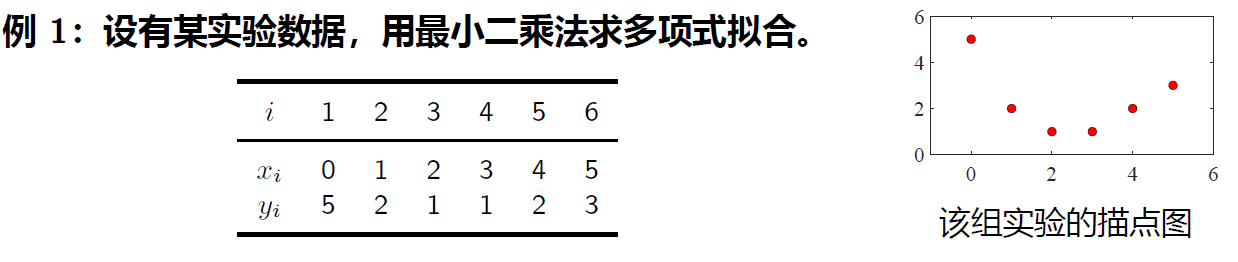 例 1：设有某实验数据，用最小二乘法求多项式拟合。
i 1 2 3 4 5 6
xi 0 1 2 3 4 5
yi 5 2 1 1 2 3
6
4
2
0
0 2 4 6
该组实验的描点图